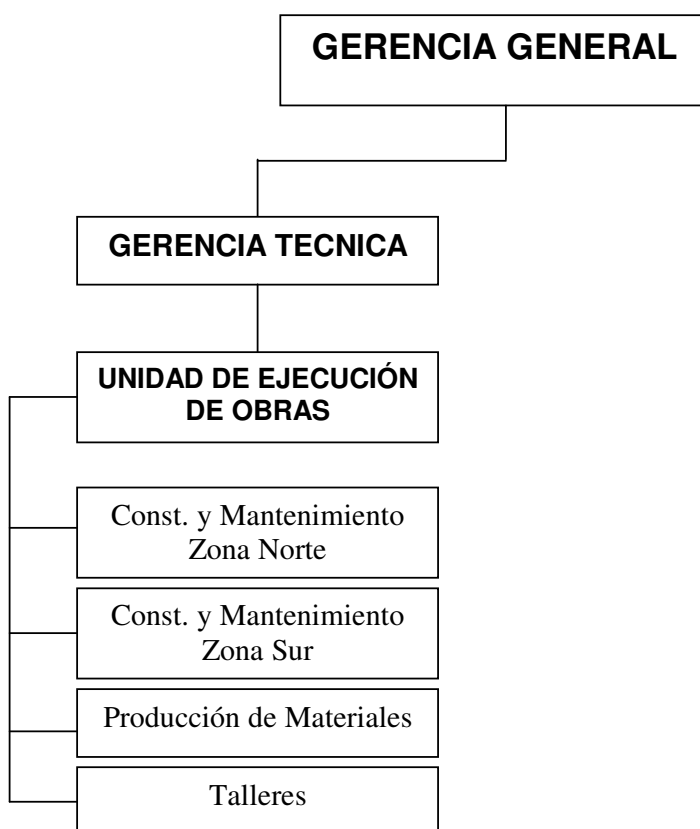 GERENCIA GENERAL
GERENCIA TECNICA
UNIDAD DE EJECUCIÓN
DE OBRAS
Const. y Mantenimiento
Zona Norte
Const. y Mantenimiento
Zona Sur
Producción de Materiales
Talleres